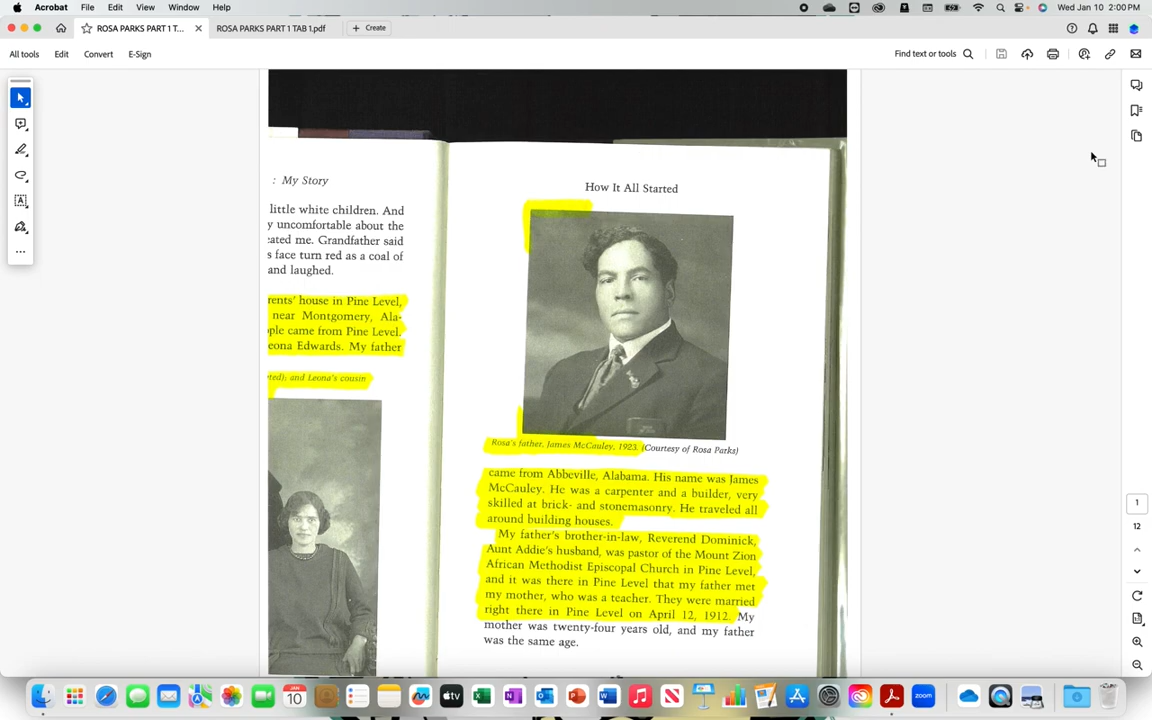 Acrobat File Edit View Window Help
Wed Jan 10 2:00 PM
ROSA PARKS PART 1 T...
ROSA PARKS PART 1 TAB 1.pdf
+ Create
All tools Edit Convert E-Sign
Find text or tools
: My Story
little white children. And
y uncomfortable about the
eated me. Grandfather said
s face turn red as a coal of
and laughed.
rents' house in Pine Level,
near Montgomery, Ala-
ple came from Pine Level.
eona Edwards. My father
ted); and Leona's cousin
How It All Started
Rosa's father, James McCauley, 1923. (Courtesy of Rosa Parks)
came from Abbeville, Alabama. His name was James
McCauley. He was a carpenter and a builder, very
skilled at brick- and stonemasonry. He traveled all
around building houses.
My father's brother-in-law, Reverend Dominick,
Aunt Addie's husband, was pastor of the Mount Zion
African Methodist Episcopal Church in Pine Level,
and it was there in Pine Level that my father met
my mother, who was a teacher. They were married
right there in Pine Level on April 12, 1912. My
mother was twenty-four years old, and my father
was the same age.
1
12
JAN
10
tv
zoom